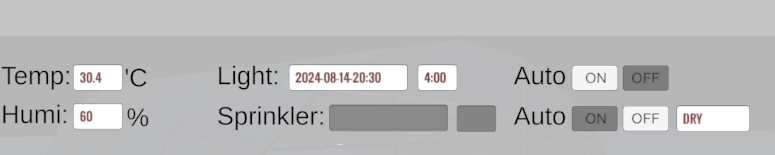 Temp: 30.4 'C Light: 2024-08-14-20:30 4:00 Auto ON OFF
Humi: 60 % Sprinkler: Auto ON OFF DRY